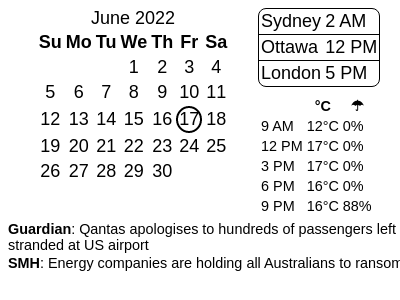 June 2022
Su Mo Tu We Th Fr Sa
1 2 3 4
5 6 7 8 9 10 11
12 13 14 15 16 17 18
19 20 21 22 23 24 25
26 27 28 29 30
Sydney 2 AM
Ottawa 12 PM
London 5 PM
°C ☂
9 AM 12°C 0%
12 PM 17°C 0%
3 PM 17°C 0%
6 PM 16°C 0%
9 PM 16°C 88%
Guardian: Qantas apologises to hundreds of passengers left
stranded at US airport
SMH: Energy companies are holding all Australians to ransom